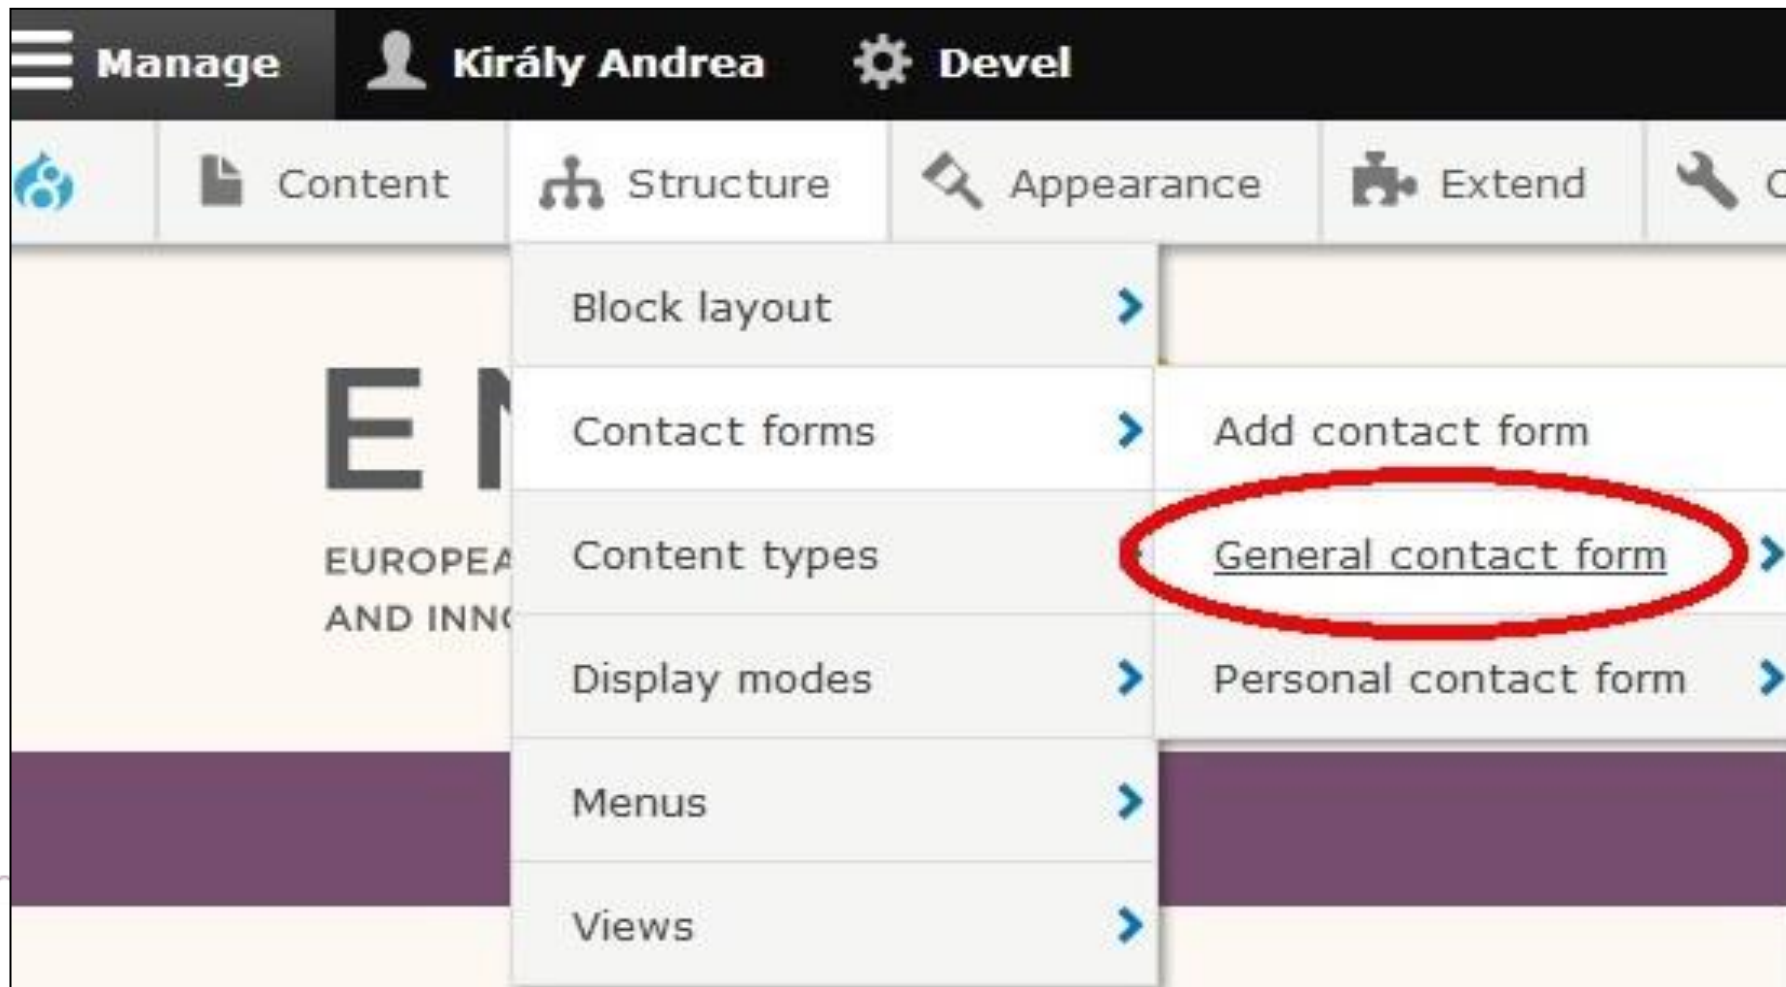 Manage Király Andrea Devel
Content Structure Appearance Extend
Block layout
Contact forms Add contact form
Content types General contact form
Display modes Personal contact form
Menus
Views
E
EUROPEA
AND INNO